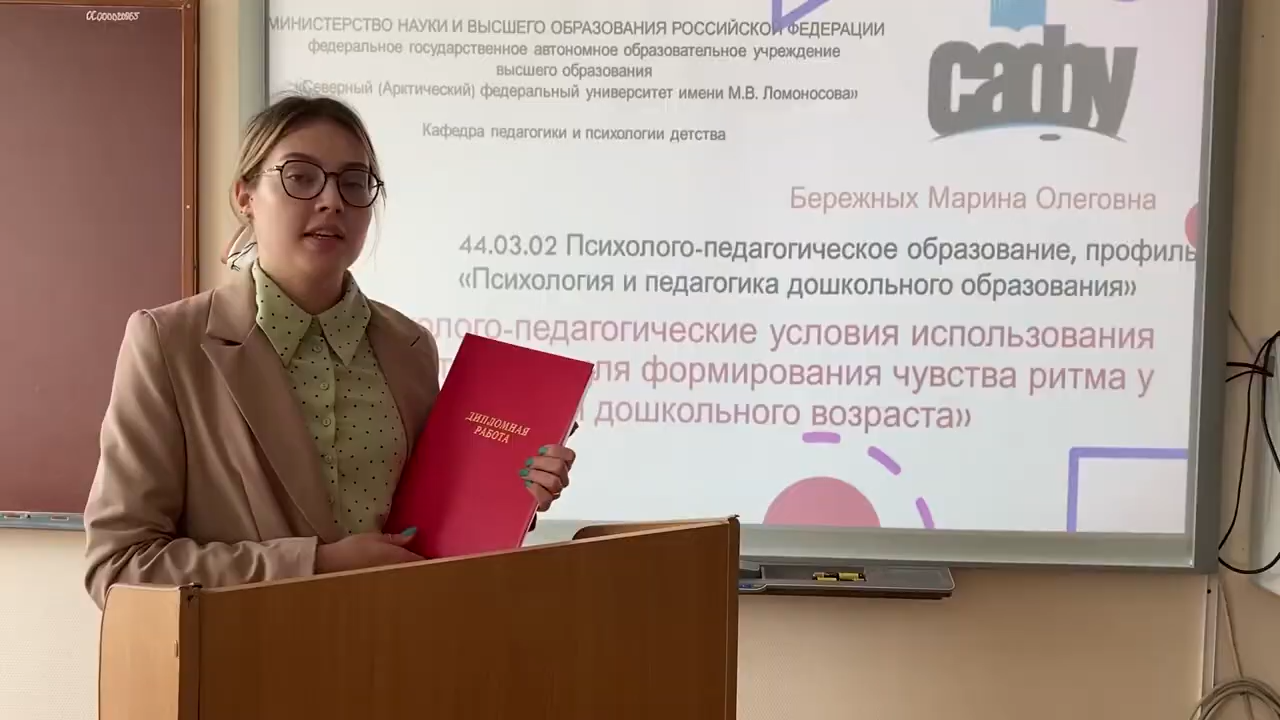 МИНИСТЕРСТВО НАУКИ И ВЫСШЕГО ОБРАЗОВАНИЯ РОССИЙСКОЙ ФЕДЕРАЦИИ
федеральное государственное автономное образовательное учреждение
высшего образования
«Северный (Арктический) федеральный университет имени М.В. Ломоносова»
сафу
Кафедра педагогики и психологии детства
Бережных Марина Олеговна
44.03.02 Психолого-педагогическое образование, профиль
«Психология и педагогика дошкольного образования»
олого-педагогические условия использования
ля формирования чувства ритма у
дошкольного возраста»
ДИПЛОМНАЯ
РАБОТА